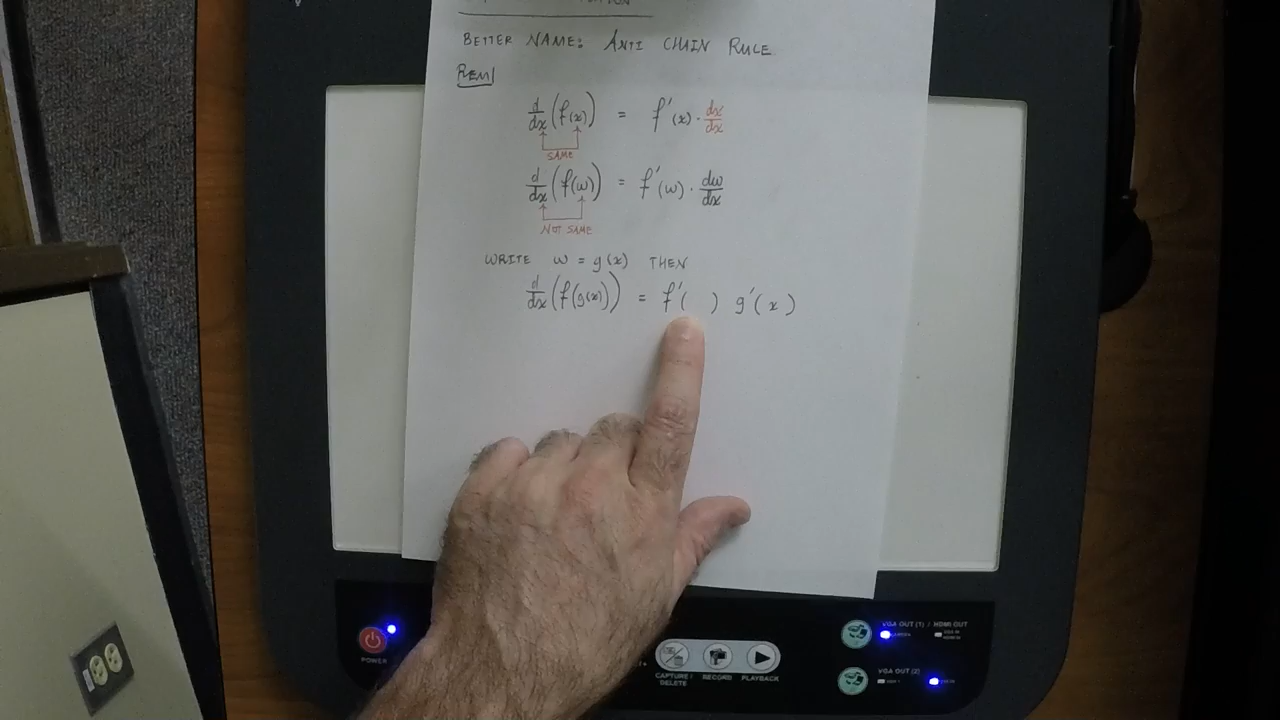 BETTER NAME: ANTI CHAIN RULE
REM
d/dx (f(x)) = f'(x) · dx/dx
SAME
d/dx (f(w)) = f'(w) · dw/dx
NOT SAME
WRITE w = g(x) THEN
d/dx (f(g(x))) = f'( ) g'(x)
POWER
CAPTURE / DELETE
RECORD
PLAYBACK
VGA OUT (1) / HDMI OUT
VGA OUT (2)